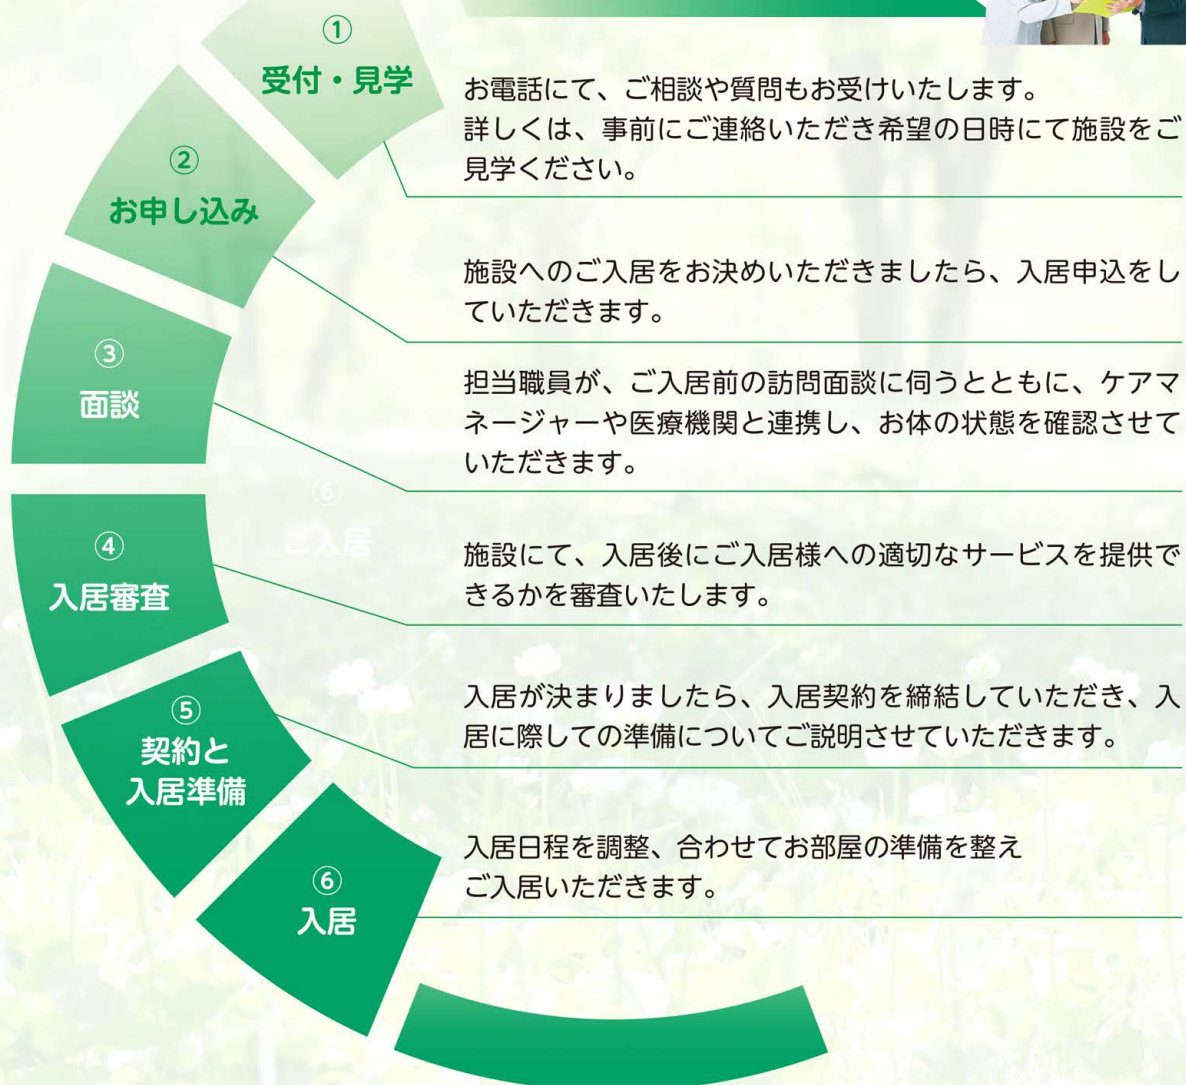 ①
受付・見学
お電話にて、ご相談や質問もお受けいたします。
詳しくは、事前にご連絡いただき希望の日時にて施設をご
見学ください。
②
お申し込み
施設へのご入居をお決めいただきましたら、入居申込をし
ていただきます。
③
面談
担当職員が、ご入居前の訪問面談に伺うとともに、ケアマ
ネージャーや医療機関と連携し、お体の状態を確認させて
いただきます。
⑥
ご入居
④
入居審査
施設にて、入居後にご入居様への適切なサービスを提供で
きるかを審査いたします。
⑤
契約と
入居準備
入居が決まりましたら、入居契約を締結していただき、入
居に際しての準備についてご説明させていただきます。
⑥
入居
入居日程を調整、合わせてお部屋の準備を整え
ご入居いただきます。